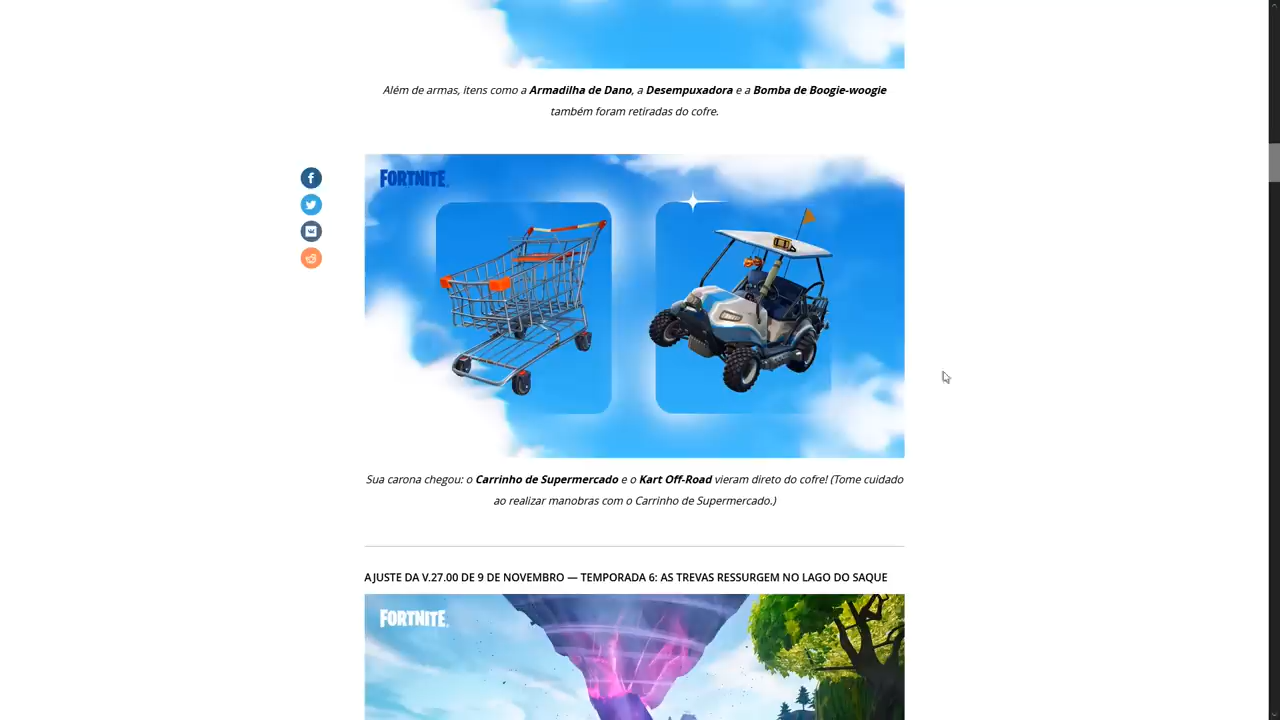 Além de armas, itens como a Armadilha de Dano, a Desempuxadora e a Bomba de Boogie-woogie
também foram retiradas do cofre.
FORTNITE
Sua carona chegou: o Carrinho de Supermercado e o Kart Off-Road vieram direto do cofre! (Tome cuidado
ao realizar manobras com o Carrinho de Supermercado.)
AJUSTE DA V.27.00 DE 9 DE NOVEMBRO — TEMPORADA 6: AS TREVAS RESSURGEM NO LAGO DO SAQUE
FORTNITE